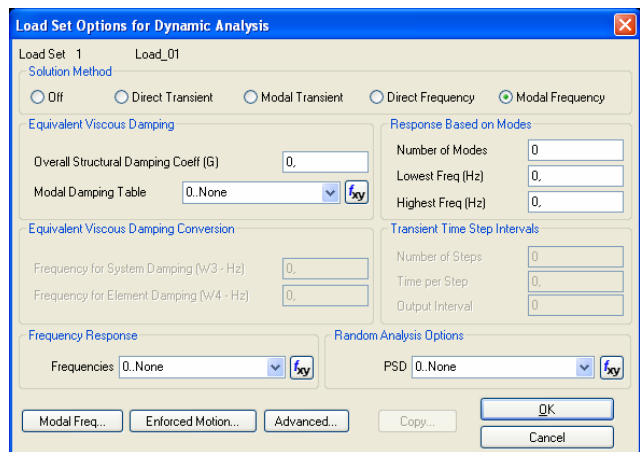 Load Set Options for Dynamic Analysis
Load Set 1 Load_01
Solution Method
Off Direct Transient Modal Transient Direct Frequency Modal Frequency
Equivalent Viscous Damping
Overall Structural Damping Coeff (G) 0,
Modal Damping Table 0..None fxy
Response Based on Modes
Number of Modes 0
Lowest Freq (Hz) 0,
Highest Freq (Hz) 0,
Equivalent Viscous Damping Conversion
Frequency for System Damping (W3 - Hz) 0,
Frequency for Element Damping (W4 - Hz) 0,
Transient Time Step Intervals
Number of Steps 0
Time per Step 0,
Output Interval 0
Frequency Response
Frequencies 0..None fxy
Random Analysis Options
PSD 0..None fxy
Modal Freq... Enforced Motion... Advanced... Copy... OK
Cancel